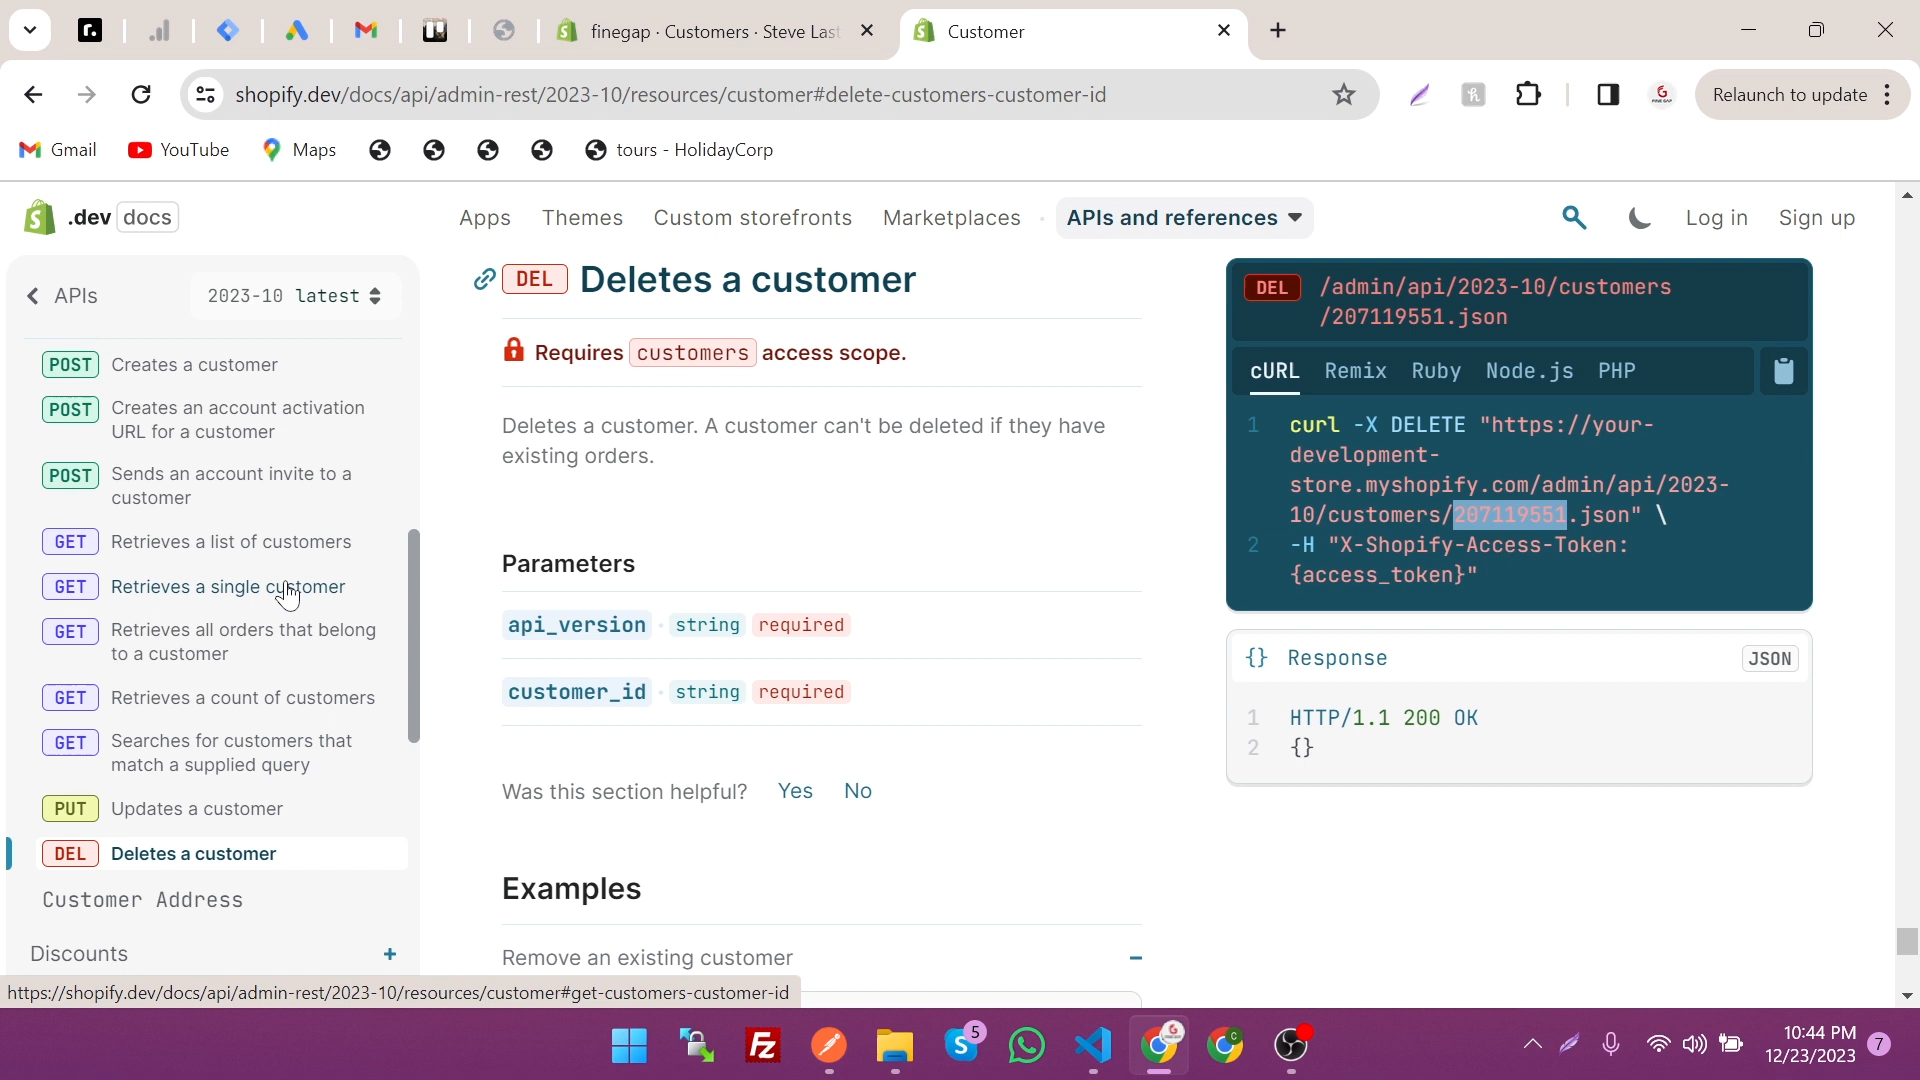 finegap · Customers · Steve Last
Customer
shopify.dev/docs/api/admin-rest/2023-10/resources/customer#delete-customers-customer-id
Relaunch to update
Gmail
YouTube
Maps
tours - HolidayCorp
.dev docs
Apps
Themes
Custom storefronts
Marketplaces
APIs and references
Log in
Sign up
APIs
2023-10 latest
POST Creates a customer
POST Creates an account activation
URL for a customer
POST Sends an account invite to a
customer
GET Retrieves a list of customers
GET Retrieves a single customer
GET Retrieves all orders that belong
to a customer
GET Retrieves a count of customers
GET Searches for customers that
match a supplied query
PUT Updates a customer
DEL Deletes a customer
Customer Address
Discounts +
https://shopify.dev/docs/api/admin-rest/2023-10/resources/customer#get-customers-customer-id
DEL Deletes a customer
Requires customers access scope.
Deletes a customer. A customer can't be deleted if they have
existing orders.
Parameters
api_version · string required
customer_id · string required
Was this section helpful? Yes No
Examples
Remove an existing customer −
DEL /admin/api/2023-10/customers
/207119551.json
cURL Remix Ruby Node.js PHP
1 curl -X DELETE "https://your-
development-
store.myshopify.com/admin/api/2023-
10/customers/207119551.json" \
2 -H "X-Shopify-Access-Token:
{access_token}"
{} Response JSON
1 HTTP/1.1 200 OK
2 {}
5
10:44 PM
12/23/2023
7